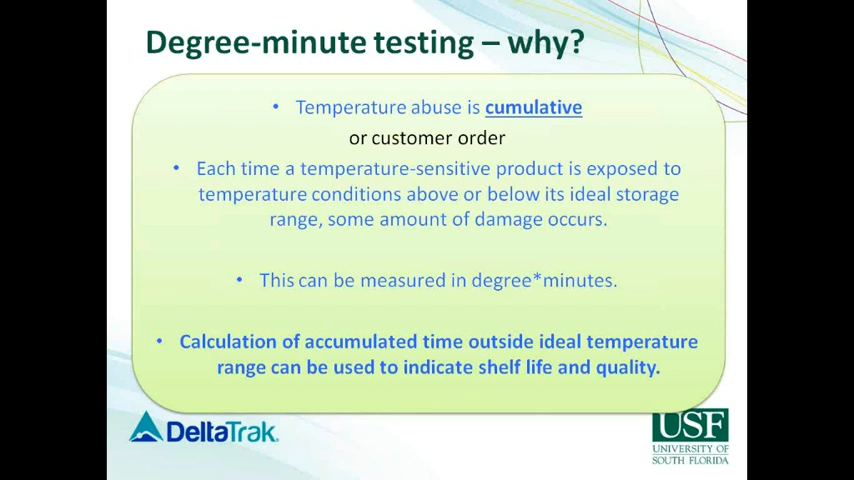 Degree-minute testing – why?
• Temperature abuse is cumulative
or customer order
• Each time a temperature-sensitive product is exposed to
temperature conditions above or below its ideal storage
range, some amount of damage occurs.
• This can be measured in degree*minutes.
• Calculation of accumulated time outside ideal temperature
range can be used to indicate shelf life and quality.
DeltaTrak®
USF
UNIVERSITY OF
SOUTH FLORIDA